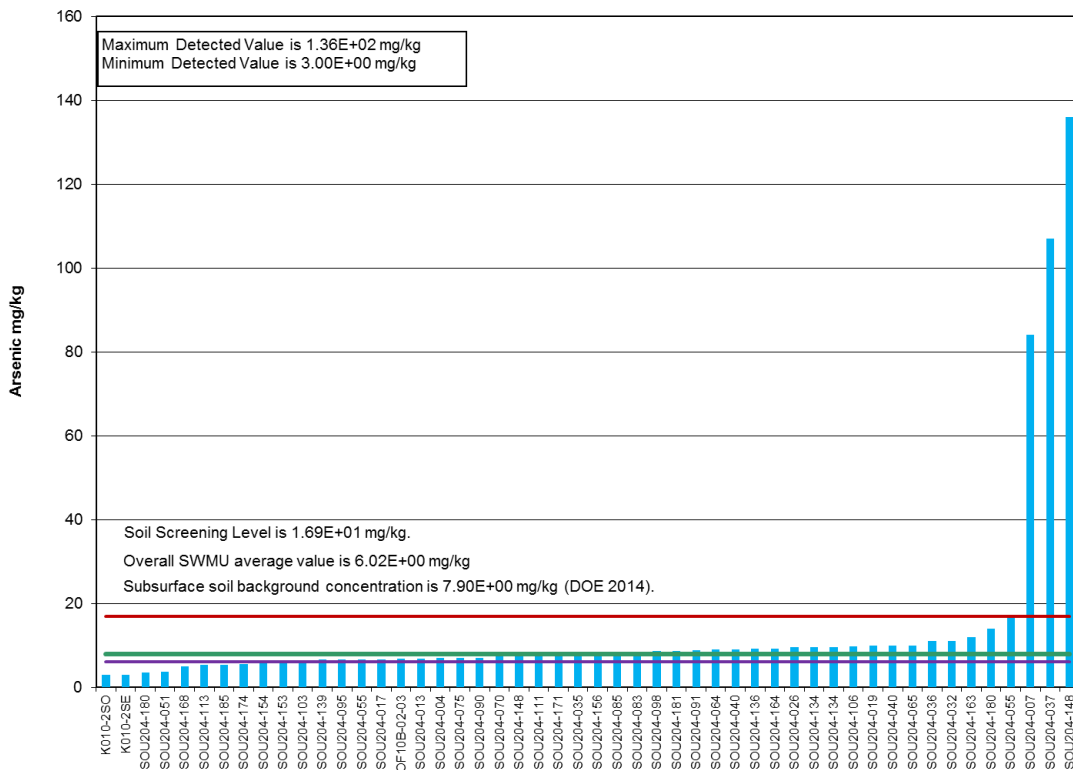 160
Maximum Detected Value is 1.36E+02 mg/kg
Minimum Detected Value is 3.00E+00 mg/kg
140
120
100
80
60
40
20
0
Arsenic mg/kg
Soil Screening Level is 1.69E+01 mg/kg.
Overall SWMU average value is 6.02E+00 mg/kg
Subsurface soil background concentration is 7.90E+00 mg/kg (DOE 2014).
K010-2SO
K010-2SE
SOU204-180
SOU204-051
SOU204-168
SOU204-113
SOU204-185
SOU204-174
SOU204-154
SOU204-153
SOU204-103
SOU204-139
SOU204-095
SOU204-055
SOU204-017
OF10B-02-03
SOU204-013
SOU204-004
SOU204-075
SOU204-090
SOU204-070
SOU204-148
SOU204-111
SOU204-171
SOU204-035
SOU204-156
SOU204-085
SOU204-083
SOU204-098
SOU204-181
SOU204-091
SOU204-064
SOU204-040
SOU204-136
SOU204-164
SOU204-026
SOU204-134
SOU204-134
SOU204-106
SOU204-019
SOU204-040
SOU204-065
SOU204-036
SOU204-032
SOU204-163
SOU204-180
SOU204-055
SOU204-007
SOU204-037
SOU204-148